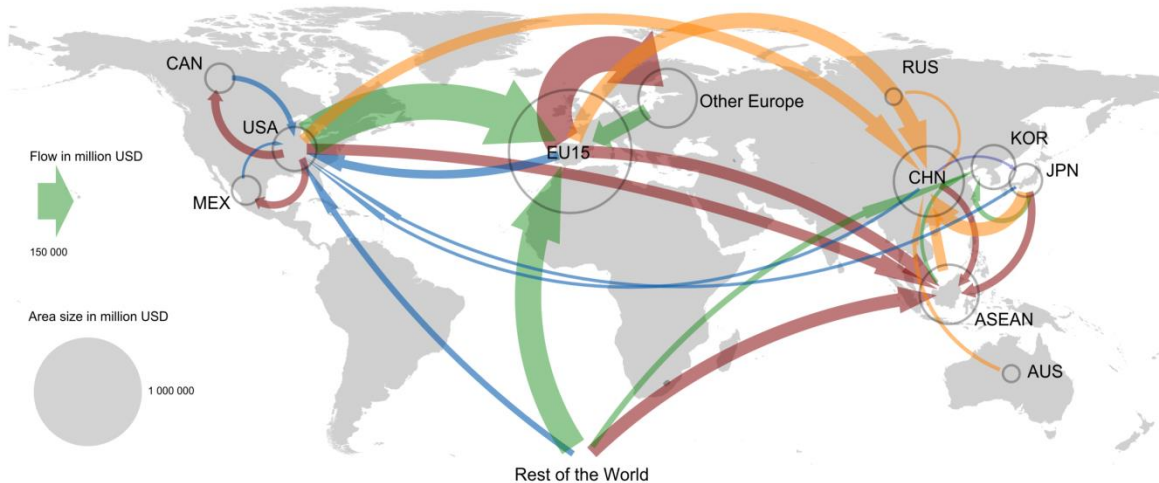 CAN
RUS
Other Europe
USA
KOR
Flow in million USD
EU15
JPN
CHN
MEX
150 000
Area size in million USD
ASEAN
AUS
1 000 000
Rest of the World